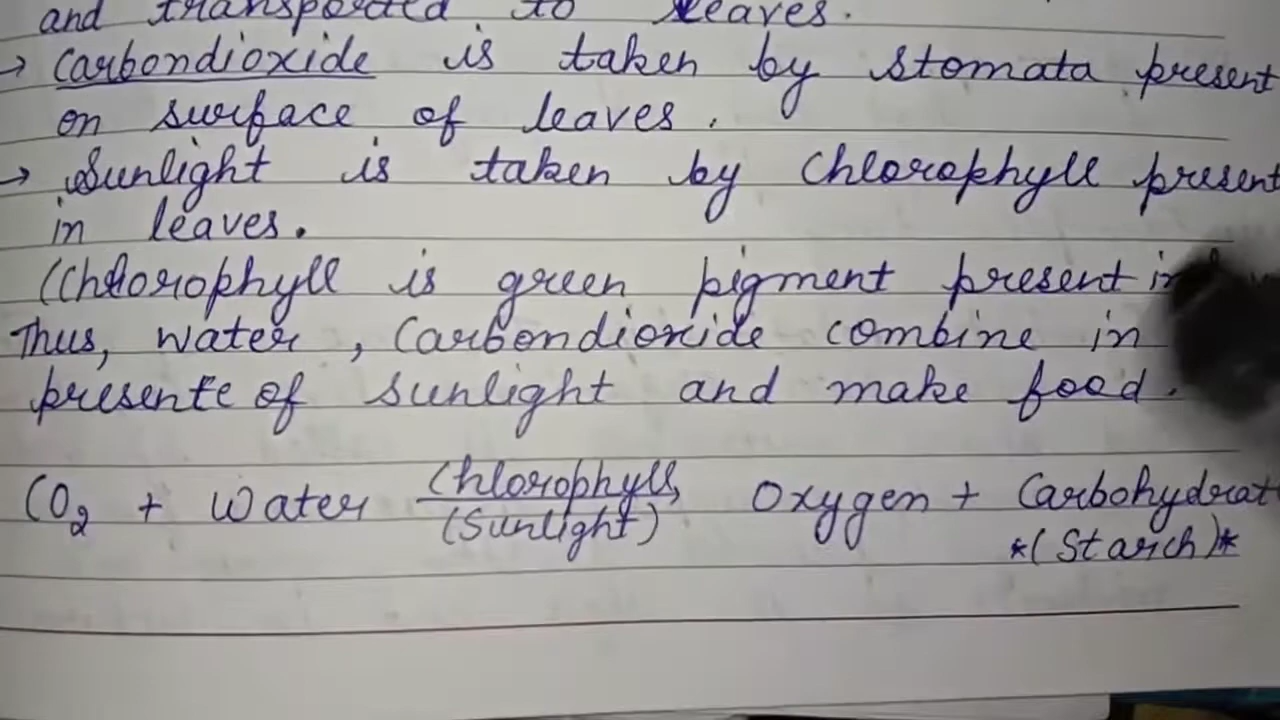 and transported to leaves.
→ Carbondioxide is taken by stomata present
on surface of leaves.
→ Sunlight is taken by Chlorophyll present
in leaves.
(Chlorophyll is green pigment present in
Thus, water, Carbondioxide combine in
presente of sunlight and make food.
CO₂ + Water Chlorophyll Oxygen + Carbohydrat
(Sunlight) *(Starch)*